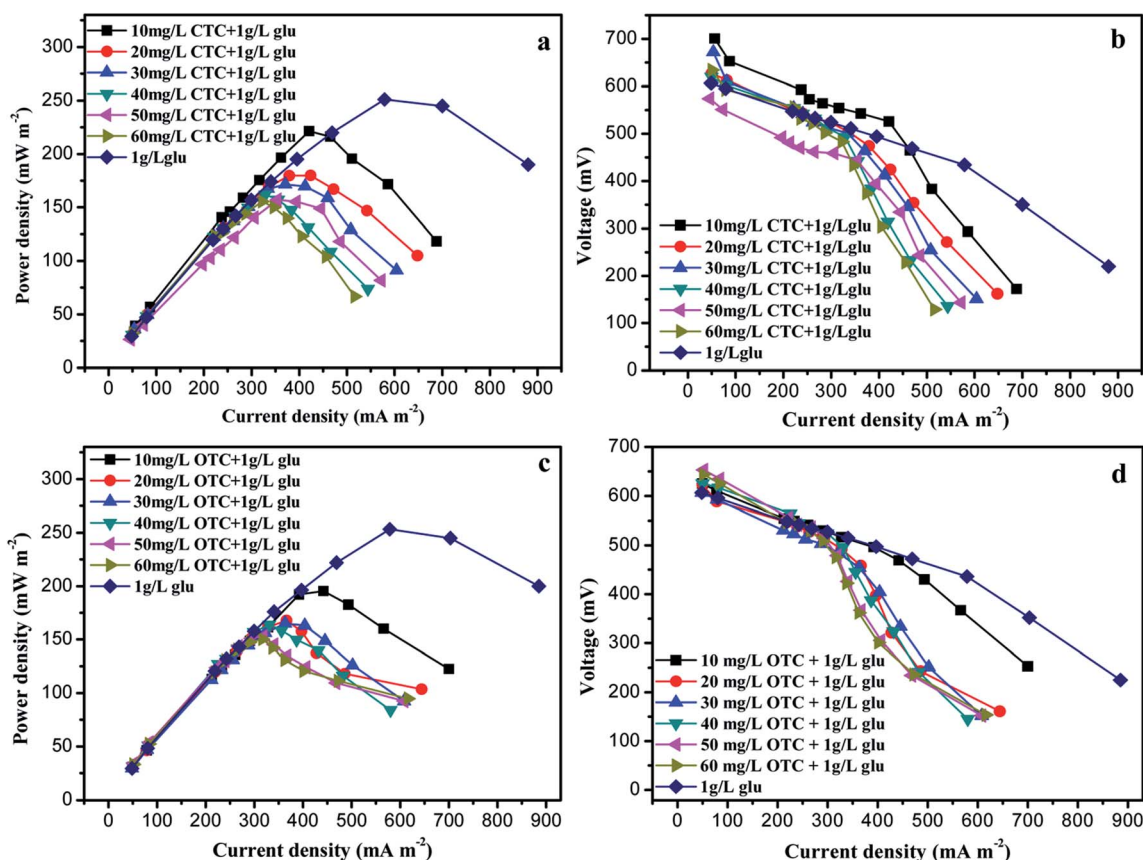 a
10mg/L CTC+1g/L glu
20mg/L CTC+1g/L glu
30mg/L CTC+1g/L glu
40mg/L CTC+1g/L glu
50mg/L CTC+1g/L glu
60mg/L CTC+1g/L glu
1g/Lglu
Power density (mW m-2)
300
250
200
150
100
50
0
0 100 200 300 400 500 600 700 800 900
Current density (mA m-2)
b
10mg/L CTC+1g/Lglu
20mg/L CTC+1g/Lglu
30mg/L CTC+1g/Lglu
40mg/L CTC+1g/Lglu
50mg/L CTC+1g/Lglu
60mg/L CTC+1g/Lglu
1g/Lglu
Voltage (mV)
700
600
500
400
300
200
100
0
0 100 200 300 400 500 600 700 800 900
Current density (mA m-2)
c
10mg/L OTC+1g/L glu
20mg/L OTC+1g/L glu
30mg/L OTC+1g/L glu
40mg/L OTC+1g/L glu
50mg/L OTC+1g/L glu
60mg/L OTC+1g/L glu
1g/L glu
Power density (mW m-2)
300
250
200
150
100
50
0
0 100 200 300 400 500 600 700 800 900
Current density (mA m-2)
d
10 mg/L OTC + 1g/L glu
20 mg/L OTC + 1g/L glu
30 mg/L OTC + 1g/L glu
40 mg/L OTC + 1g/L glu
50 mg/L OTC + 1g/L glu
60 mg/L OTC + 1g/L glu
1g/L glu
Voltage (mV)
700
600
500
400
300
200
100
0
0 100 200 300 400 500 600 700 800 900
Current density (mA m-2)